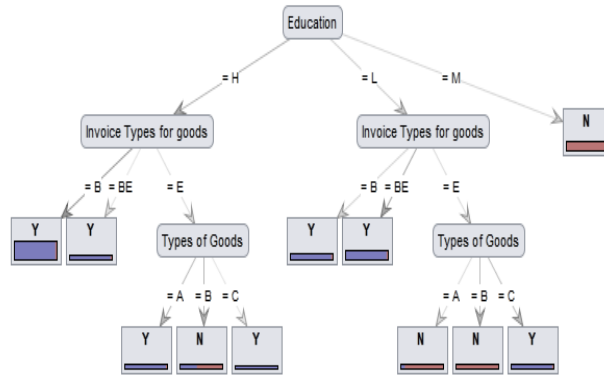 Education
= H = L = M
Invoice Types for goods Invoice Types for goods N
= B = BE = E = B = BE = E
Y Y Types of Goods Y Y Types of Goods
= A = B = C = A = B = C
Y N Y N N Y